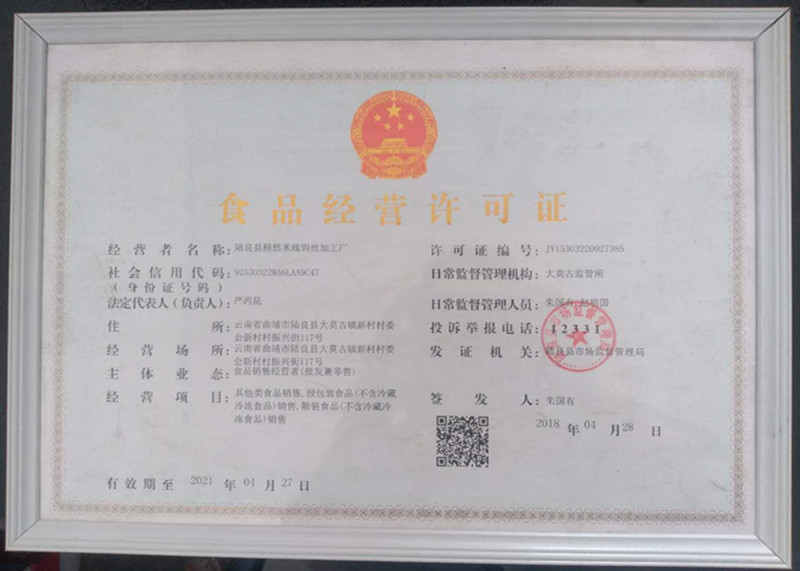 食品经营许可证
经营者名称：陆良县精然米线饵丝加工厂
社会信用代码：92530322MA6LAA9C47
（身份证号码）
法定代表人（负责人）：严丙昆
住所：云南省曲靖市陆良县大莫古镇新村村委
会新村村振兴街117号
经营场所：云南省曲靖市陆良县大莫古镇新村村委
会新村村振兴街117号
主体业态：食品销售经营者（批发兼零售）
经营项目：其他类食品销售，预包装食品（不含冷藏
冷冻食品）销售，散装食品（不含冷藏冷
冻食品）销售
有效期至 2021 年 04 月 27 日
许可证编号：JY15303220027385
日常监督管理机构：大莫古监管所
日常监督管理人员：朱国有
投诉举报电话：12331
发证机关：陆良县市场监督管理局
签发人：朱国有
2018 年 04 月 28 日